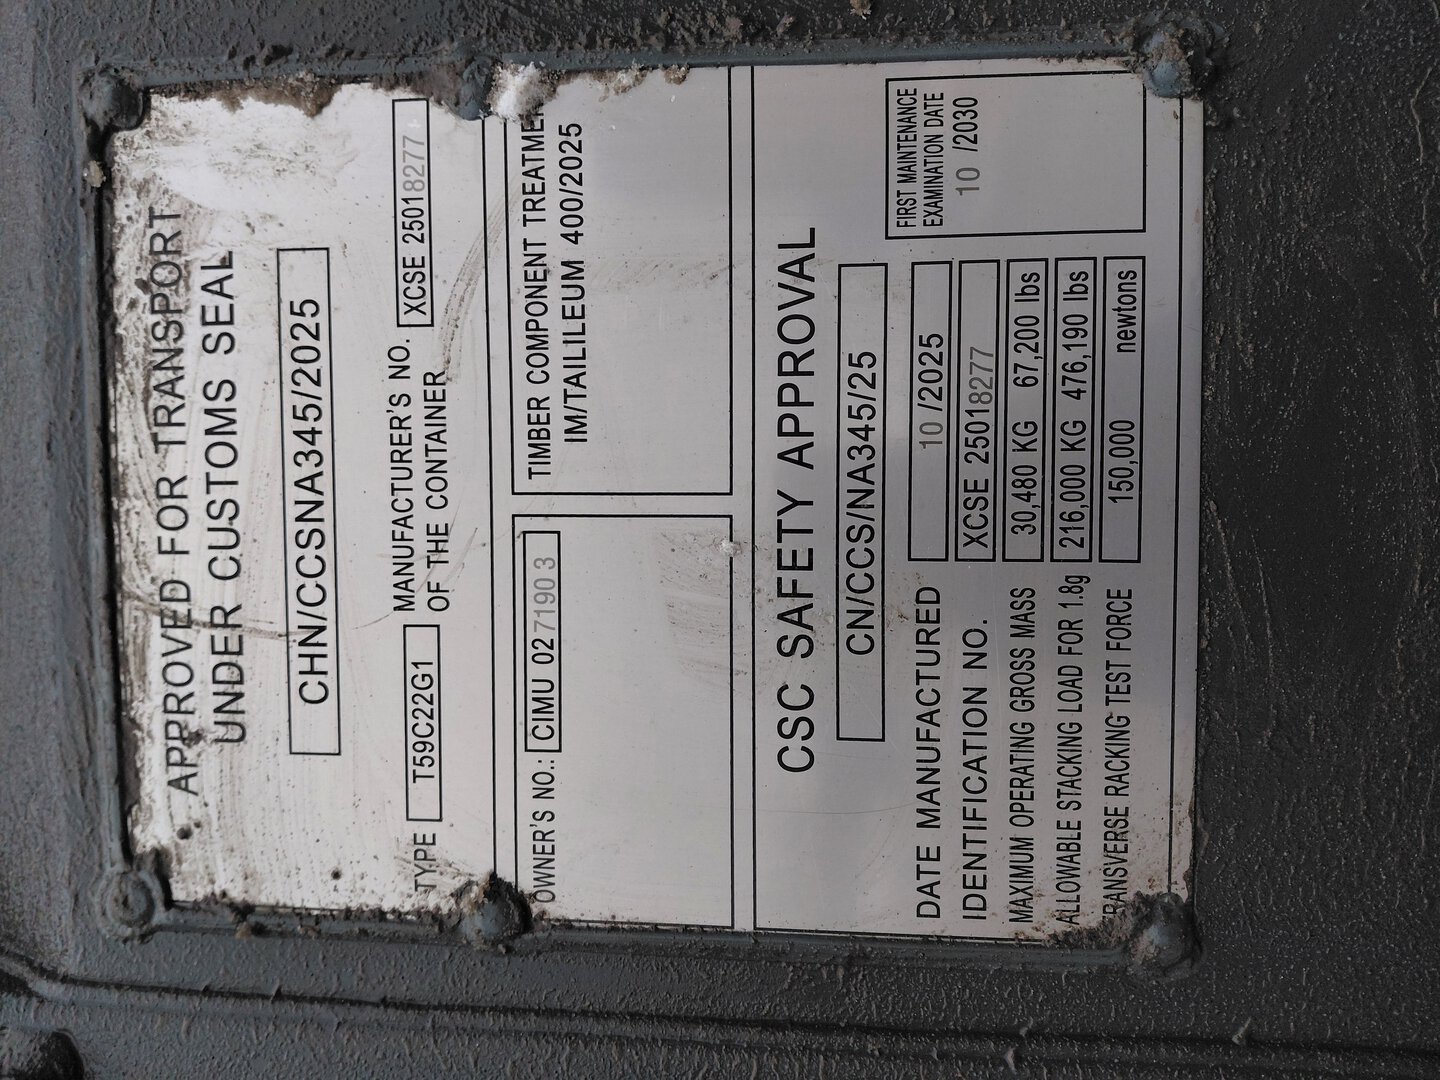 APPROVED FOR TRANSPORT
UNDER CUSTOMS SEAL
CHN/CCSNA345/2025
TYPE T59C22G1 MANUFACTURER'S NO.
OF THE CONTAINER XCSE 25018277
OWNER'S NO.: CIMU 02 7190 3
TIMBER COMPONENT TREATMEN
IM/TAILILEUM 400/2025
CSC SAFETY APPROVAL
CN/CCS/NA345/25
DATE MANUFACTURED 10 /2025
IDENTIFICATION NO. XCSE 25018277
MAXIMUM OPERATING GROSS MASS 30,480 KG 67,200 lbs
ALLOWABLE STACKING LOAD FOR 1.8g 216,000 KG 476,190 lbs
TRANSVERSE RACKING TEST FORCE 150,000 newtons
FIRST MAINTENANCE
EXAMINATION DATE
10 /2030